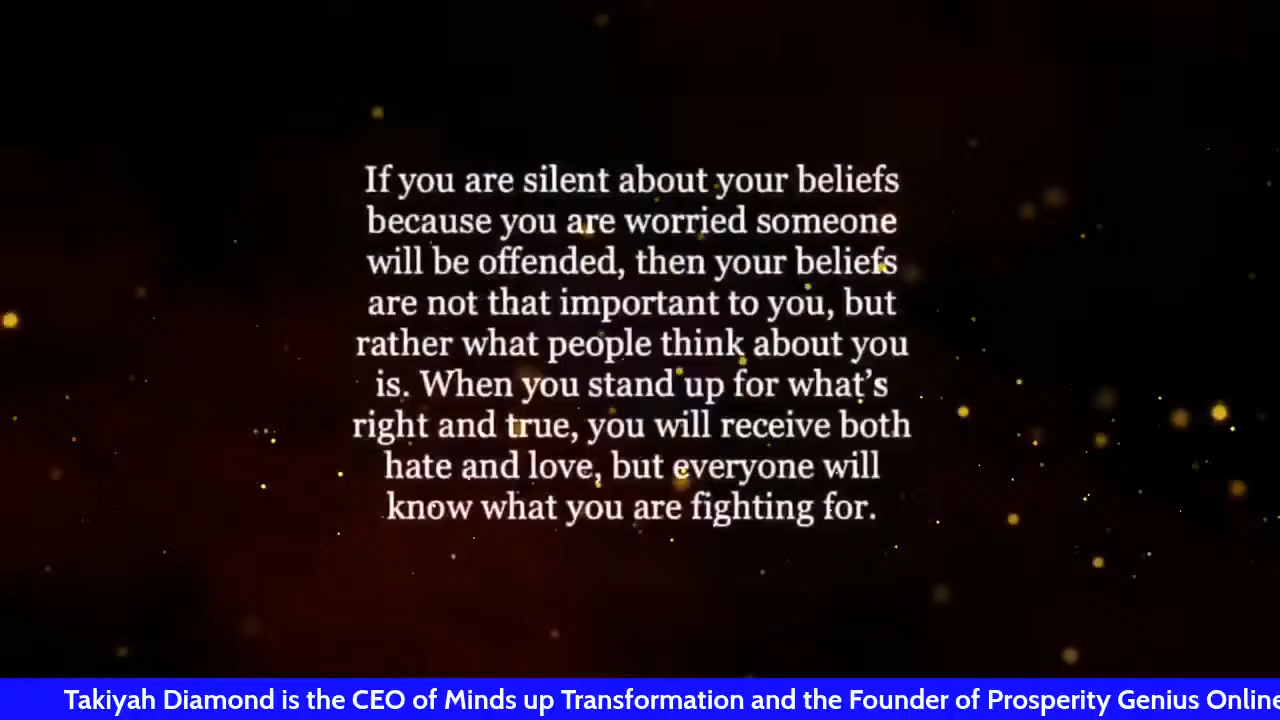 If you are silent about your beliefs
because you are worried someone
will be offended, then your beliefs
are not that important to you, but
rather what people think about you
is. When you stand up for what’s
right and true, you will receive both
hate and love, but everyone will
know what you are fighting for.
Takiyah Diamond is the CEO of Minds up Transformation and the Founder of Prosperity Genius Online